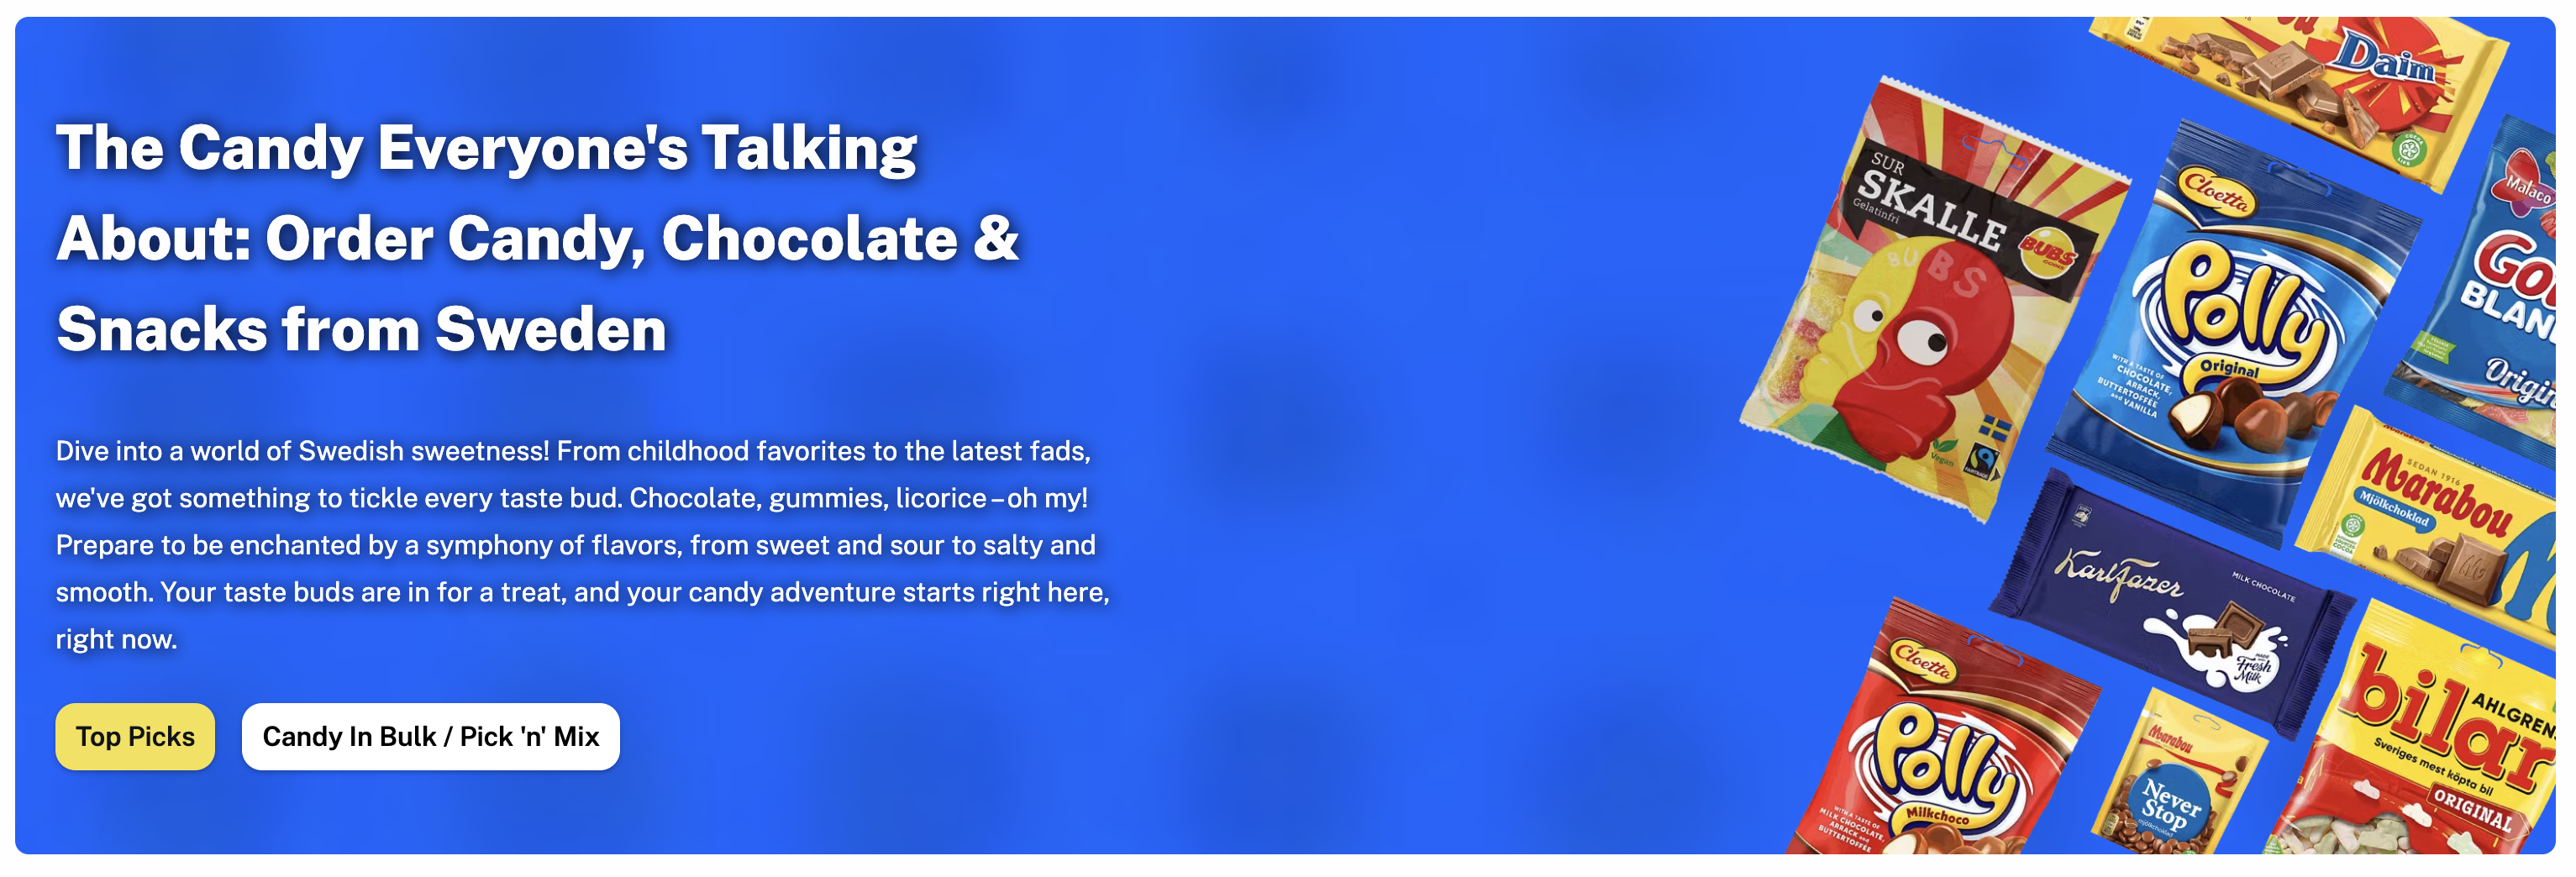 The Candy Everyone's Talking
About: Order Candy, Chocolate &
Snacks from Sweden
Dive into a world of Swedish sweetness! From childhood favorites to the latest fads,
we've got something to tickle every taste bud. Chocolate, gummies, licorice – oh my!
Prepare to be enchanted by a symphony of flavors, from sweet and sour to salty and
smooth. Your taste buds are in for a treat, and your candy adventure starts right here,
right now.
Top Picks
Candy In Bulk / Pick 'n' Mix
Daim
SUR
SKALLE
Gelatinfri
BUBS
BUBS
Vegan
FAIRTRADE
Cloetta
Polly
Original
WITH A TASTE OF
CHOCOLATE,
ARRACK,
BUTTERTOFFEE
and VANILLA
Malaco
BLAN
Origin
SEDAN 1916
Marabou
Mjölkchoklad
Karl Fazer
MILK CHOCOLATE
MADE
Fresh
Milk
Cloetta
Polly
Milkchoco
WITH A TASTE OF
MILK CHOCOLATE,
ARRACK and
BUTTERTOFFEE
Marabou
Never
Stop
mjölkchoklad
AHLGREN
bilar
Sveriges mest köpta bil
ORIGINAL